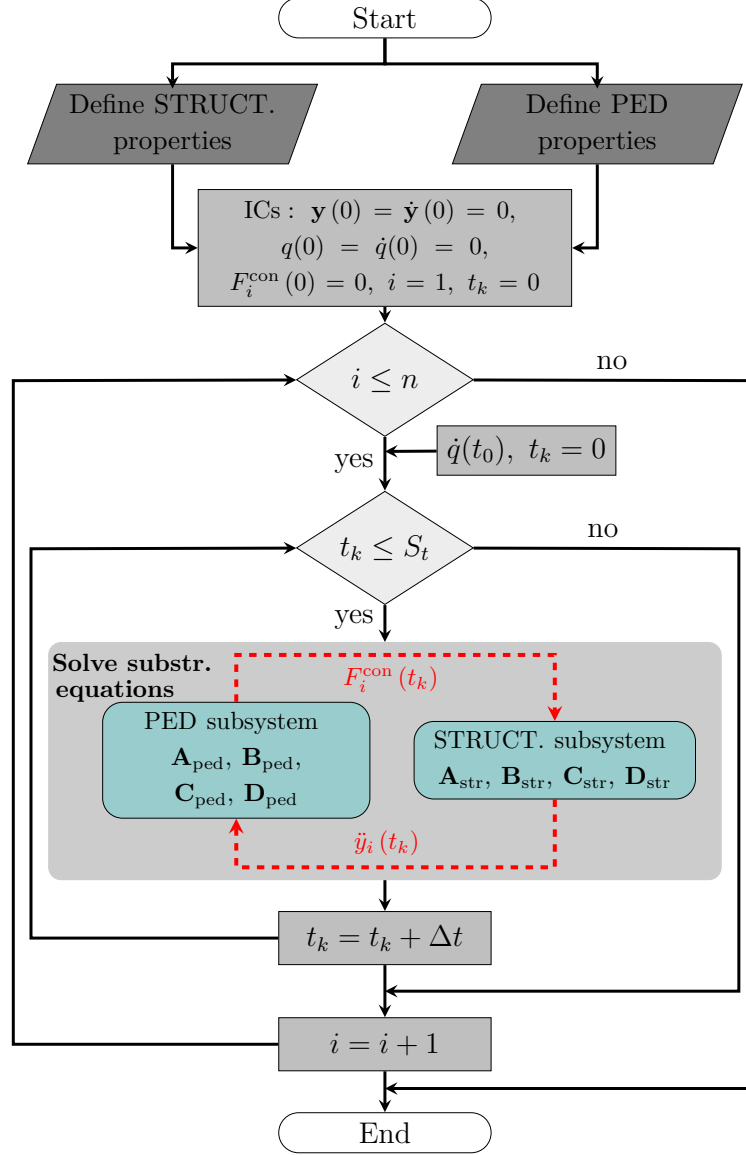 Start
Define STRUCT.
properties
Define PED
properties
ICs : 𝐲 (0) = 𝐲̇ (0) = 0,
q(0) = q̇(0) = 0,
F_i^con (0) = 0, i = 1, t_k = 0
i ≤ n
no
yes
q̇(t_0), t_k = 0
t_k ≤ S_t
no
yes
Solve substr.
equations
F_i^con (t_k)
PED subsystem
𝐀_ped, 𝐁_ped,
𝐂_ped, 𝐃_ped
STRUCT. subsystem
𝐀_str, 𝐁_str, 𝐂_str, 𝐃_str
ÿ_i (t_k)
t_k = t_k + Δt
i = i + 1
End